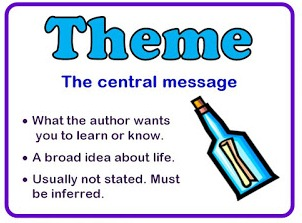 Theme
The central message
• What the author wants
you to learn or know.
• A broad idea about life.
• Usually not stated. Must
be inferred.